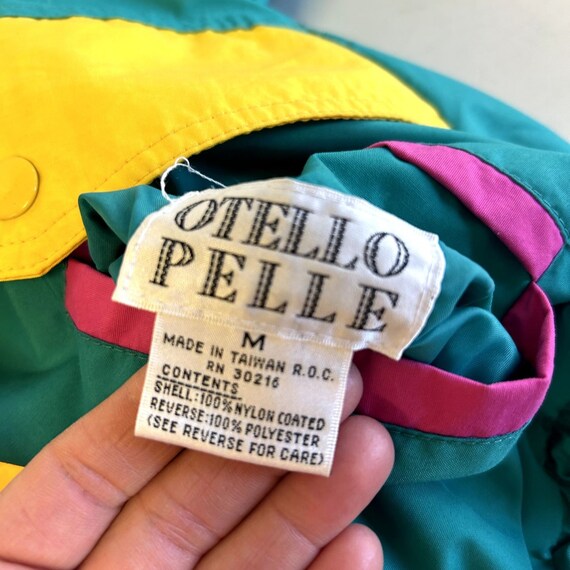 OTELLO
PELLE
M
MADE IN TAIWAN R.O.C.
RN 30216
CONTENTS
SHELL:100% NYLON COATED
REVERSE:100% POLYESTER
(SEE REVERSE FOR CARE)